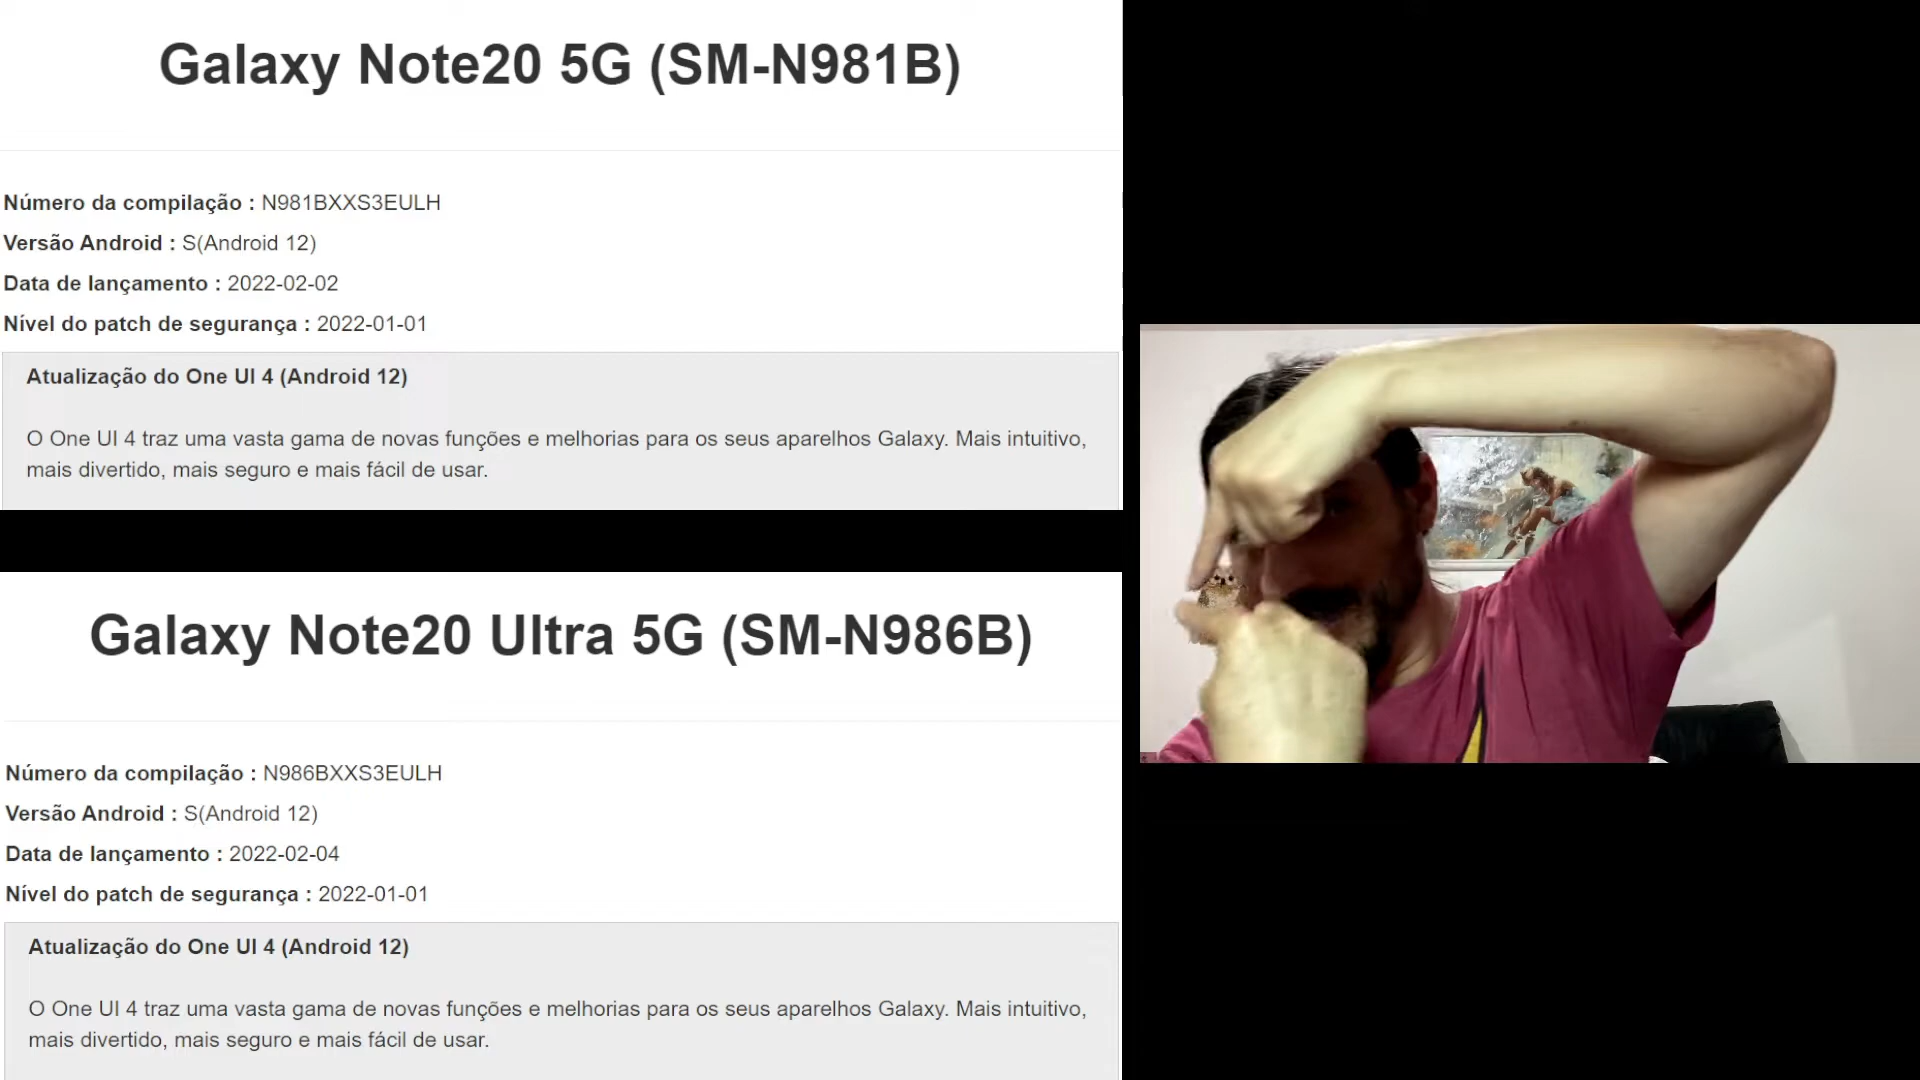 Galaxy Note20 5G (SM-N981B)
Número da compilação : N981BXXS3EULH
Versão Android : S(Android 12)
Data de lançamento : 2022-02-02
Nível do patch de segurança : 2022-01-01
Atualização do One UI 4 (Android 12)
O One UI 4 traz uma vasta gama de novas funções e melhorias para os seus aparelhos Galaxy. Mais intuitivo,
mais divertido, mais seguro e mais fácil de usar.
Galaxy Note20 Ultra 5G (SM-N986B)
Número da compilação : N986BXXS3EULH
Versão Android : S(Android 12)
Data de lançamento : 2022-02-04
Nível do patch de segurança : 2022-01-01
Atualização do One UI 4 (Android 12)
O One UI 4 traz uma vasta gama de novas funções e melhorias para os seus aparelhos Galaxy. Mais intuitivo,
mais divertido, mais seguro e mais fácil de usar.